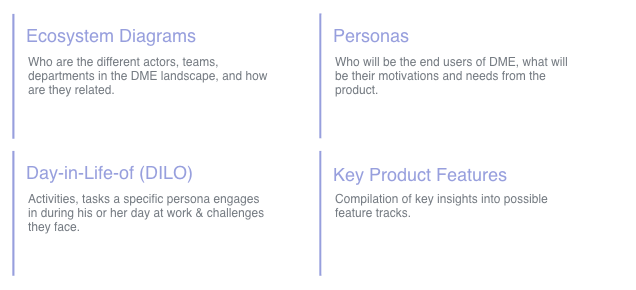 Ecosystem Diagrams
Who are the different actors, teams,
departments in the DME landscape, and how
are they related.
Personas
Who will be the end users of DME, what will
be their motivations and needs from the
product.
Day-in-Life-of (DILO)
Activities, tasks a specific persona engages
in during his or her day at work & challenges
they face.
Key Product Features
Compilation of key insights into possible
feature tracks.